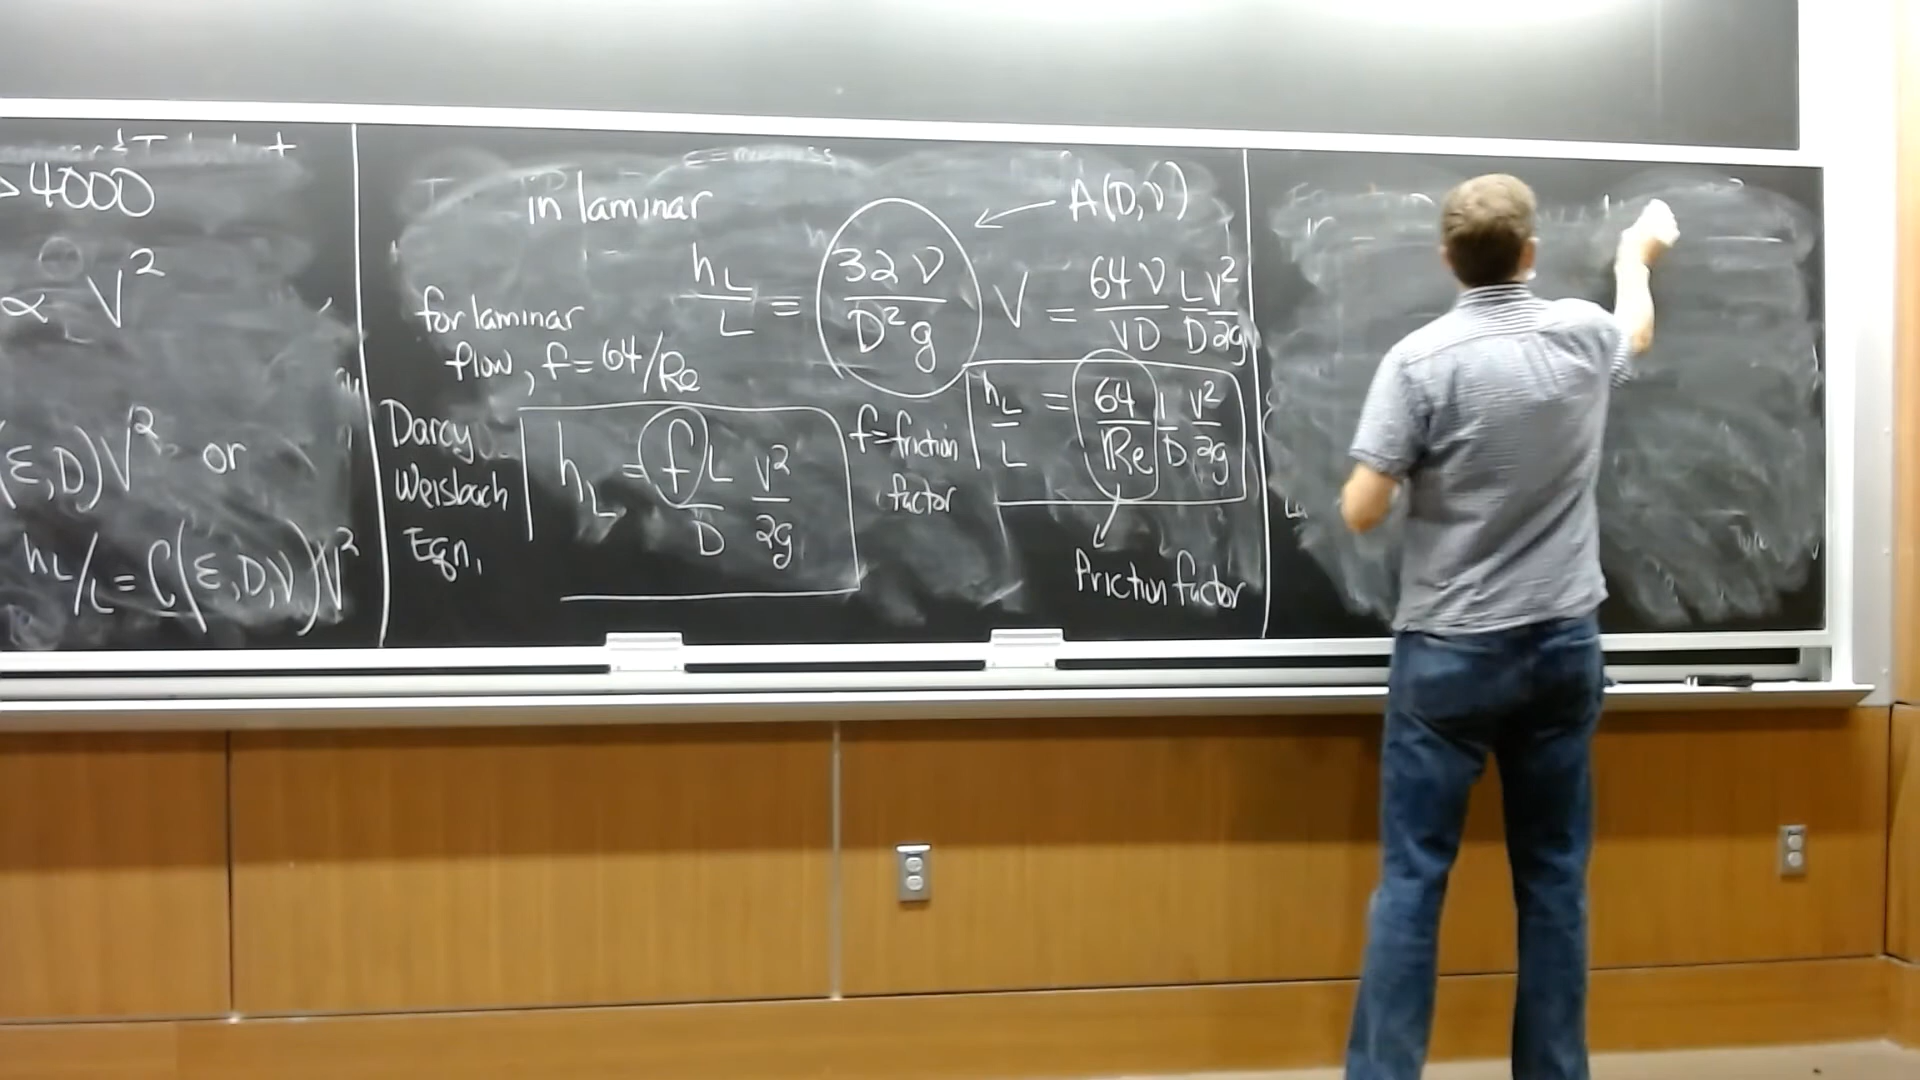 >4000
α V²
(ε,D)V² or
hL/L = C(ε,D,ν)V²
in laminar
A(D,ν)
hL/L = 32ν/D²g V = 64ν/VD L/D V²/2g
for laminar
flow, f=64/Re
hL/L = 64/Re 1/D V²/2g
Friction factor
Darcy
Weisbach
Eqn.
hL = f L/D V²/2g
f=friction
factor